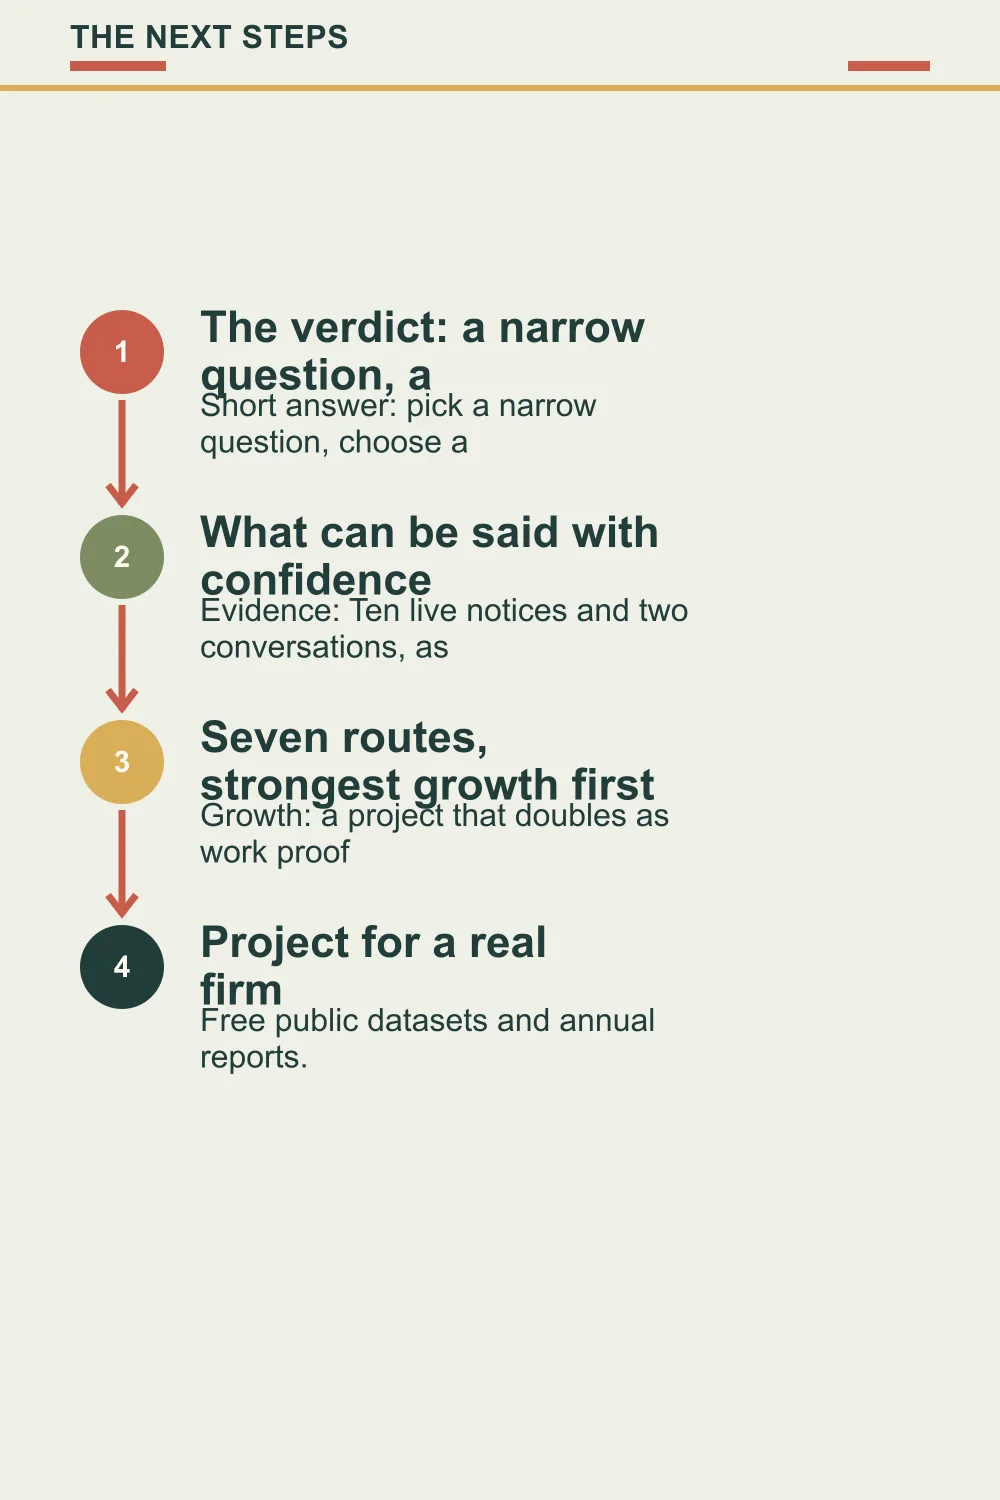 THE NEXT STEPS
1
The verdict: a narrow
question, a
Short answer: pick a narrow
question, choose a
2
What can be said with
confidence
Evidence: Ten live notices and two
conversations, as
3
Seven routes,
strongest growth first
Growth: a project that doubles as
work proof
4
Project for a real
firm
Free public datasets and annual
reports.